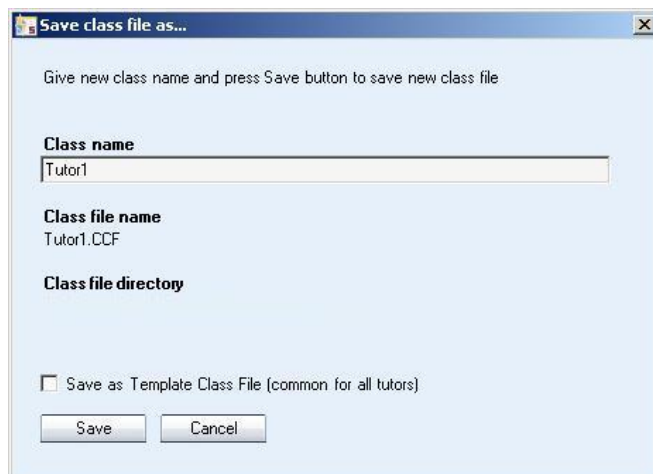 Save class file as...
Give new class name and press Save button to save new class file
Class name
Tutor1
Class file name
Tutor1.CCF
Class file directory
Save as Template Class File (common for all tutors)
Save
Cancel